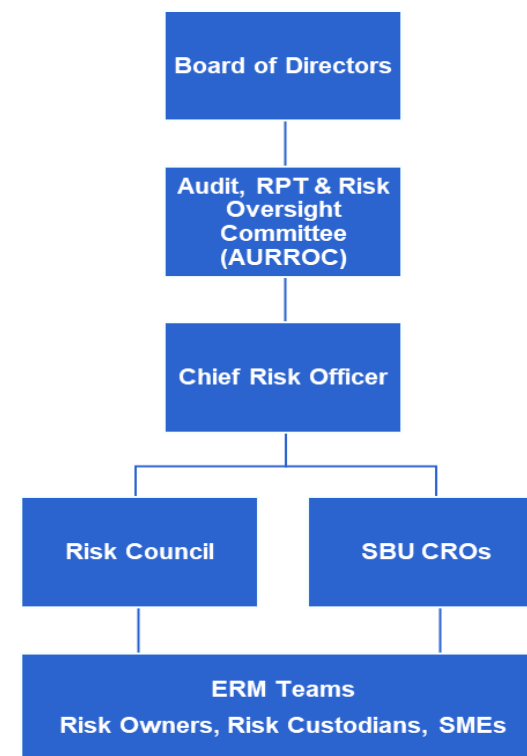 Board of Directors
Audit, RPT & Risk
Oversight
Committee
(AURROC)
Chief Risk Officer
Risk Council
SBU CROs
ERM Teams
Risk Owners, Risk Custodians, SMEs